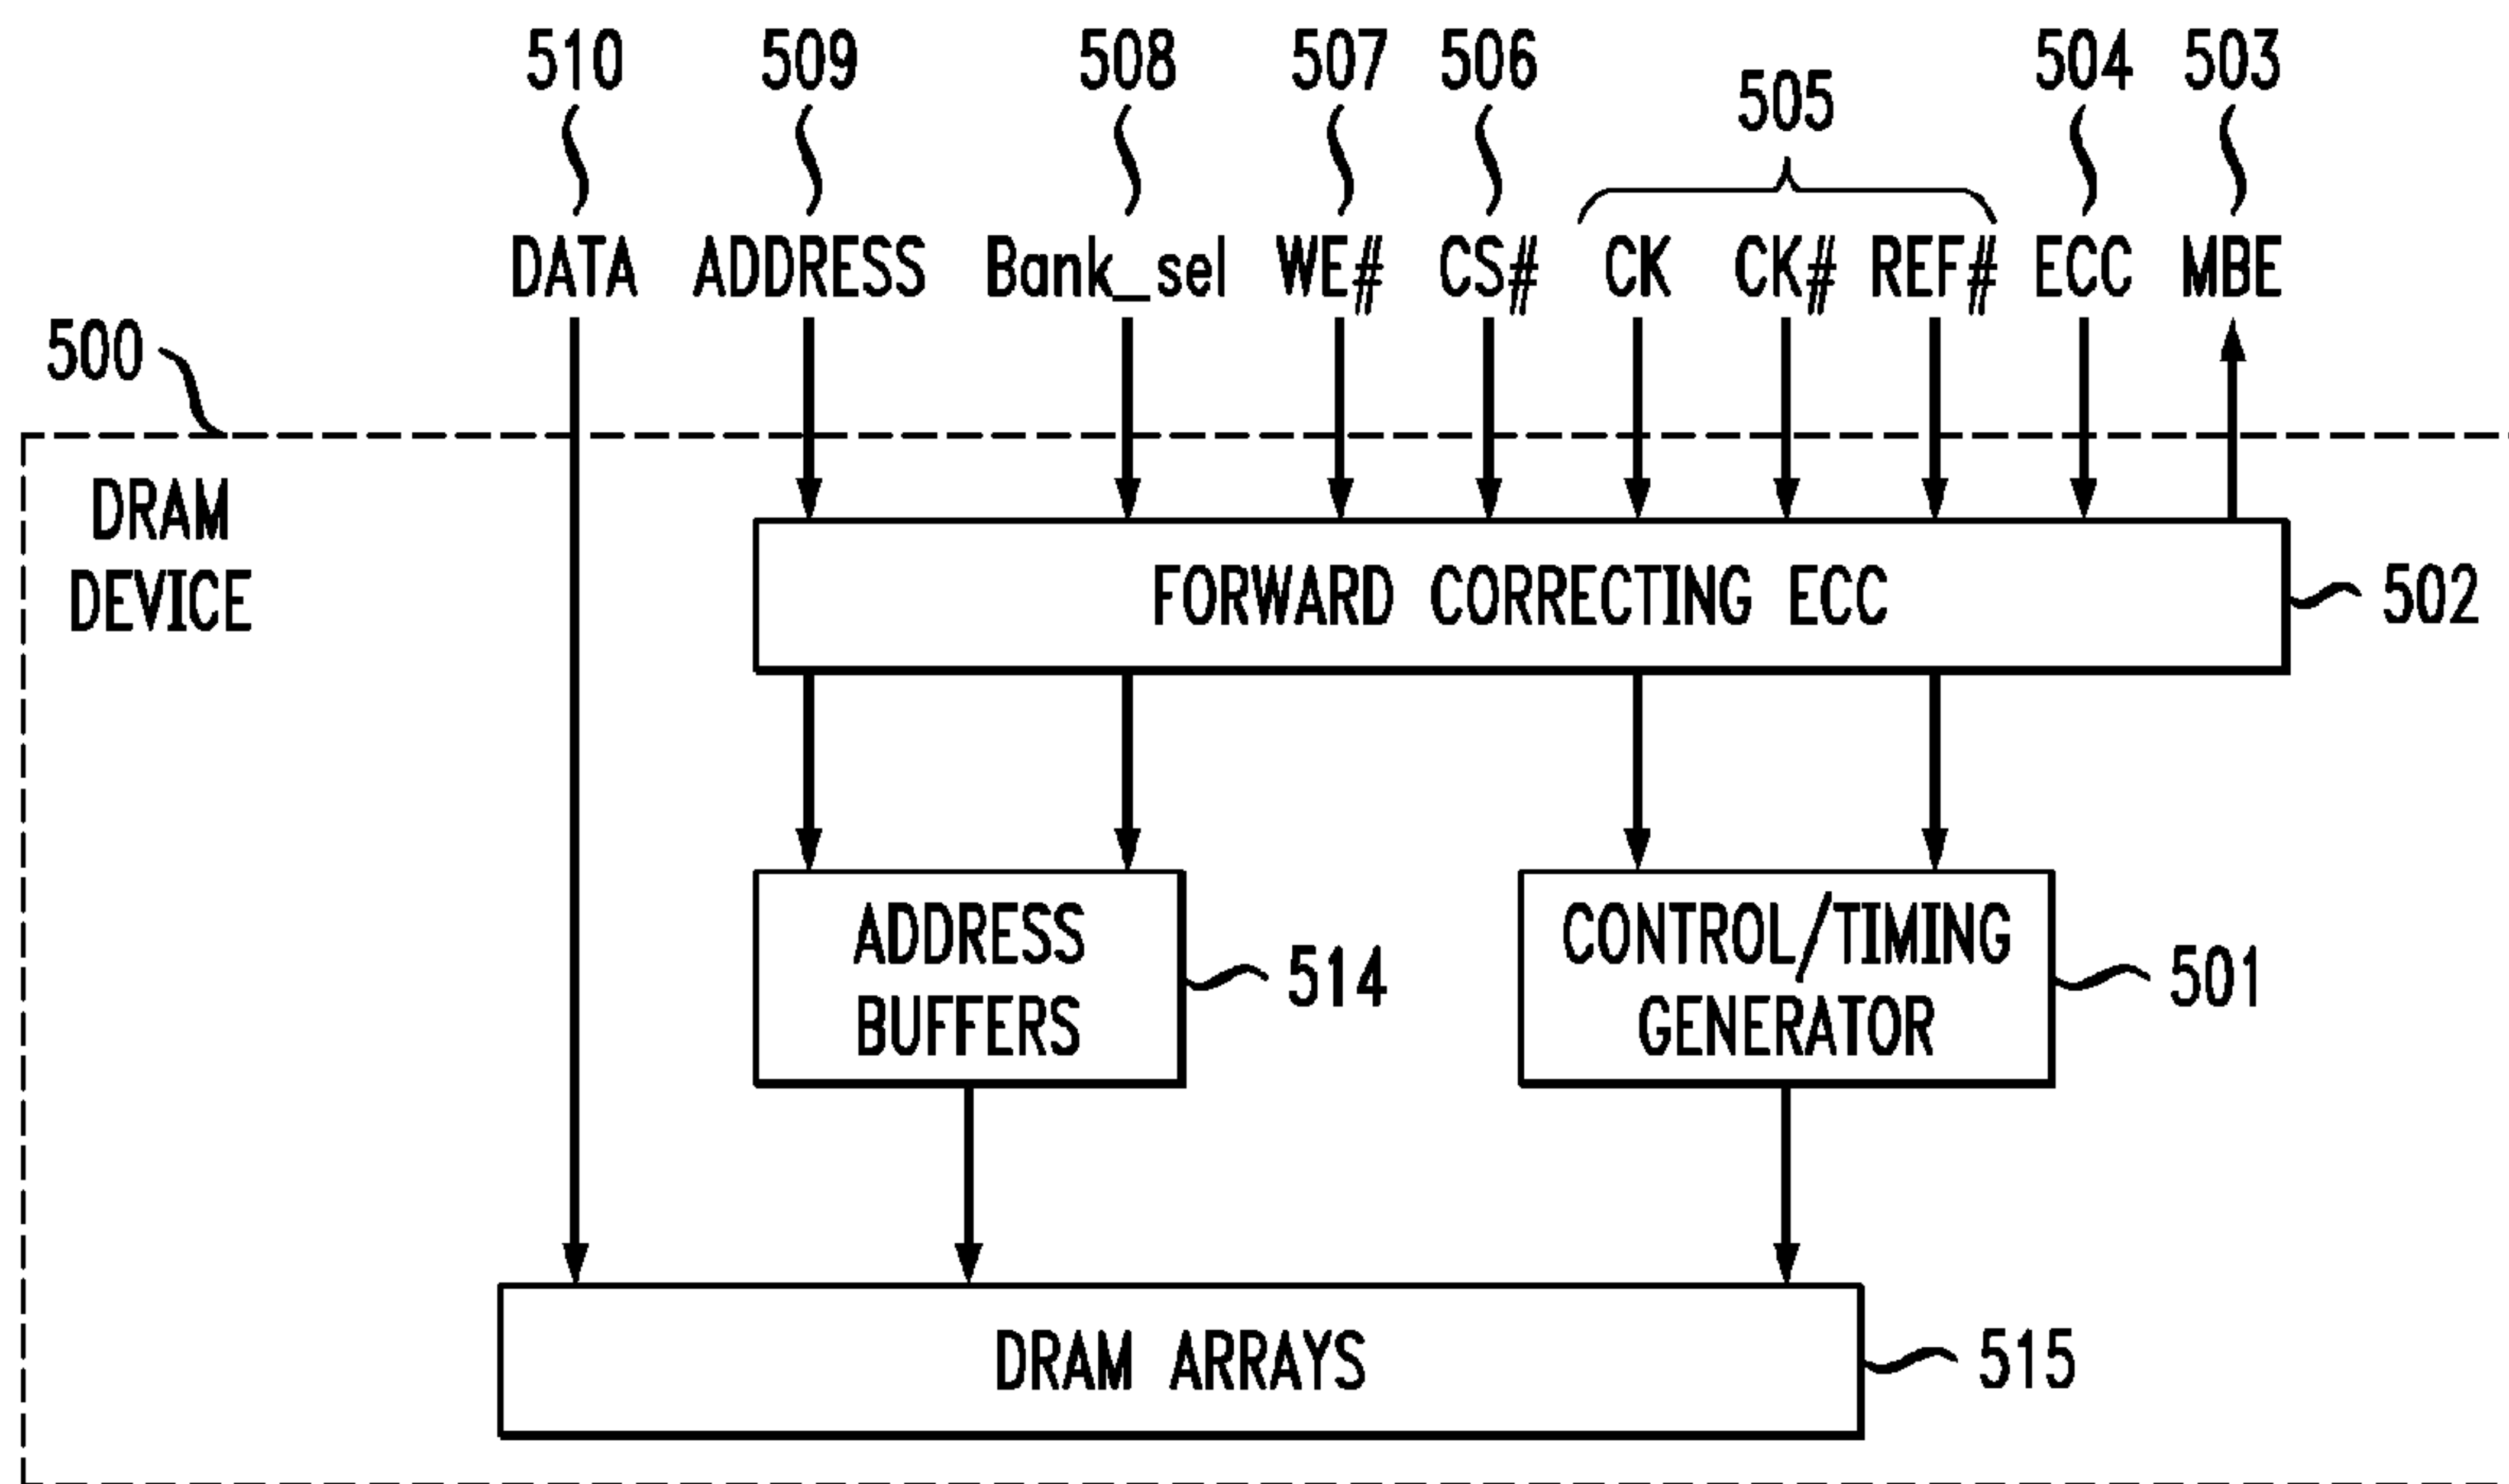 510 509 508 507 506 505 504 503
DATA ADDRESS Bank_sel WE# CS# CK CK# REF# ECC MBE
500
DRAM
DEVICE
FORWARD CORRECTING ECC
502
ADDRESS
BUFFERS
514
CONTROL/TIMING
GENERATOR
501
DRAM ARRAYS
515